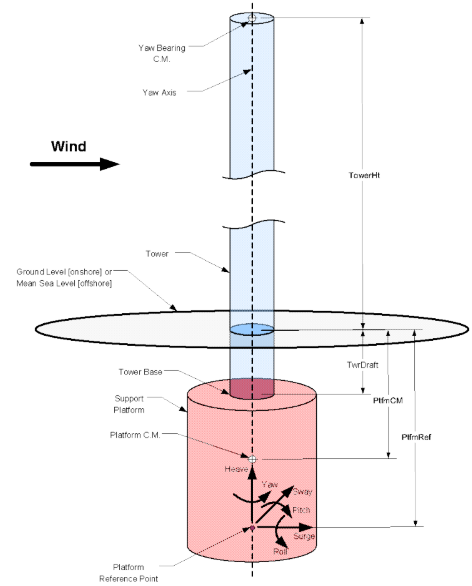 Yaw Bearing
C.M.
Yaw Axis
Wind
TowerHt
Tower
Ground Level [onshore] or
Mean Sea Level [offshore]
TwrDraft
Tower Base
PtfmCM
Support
Platform
PtfmRef
Platform C.M.
Heave
Yaw
Sway
Pitch
Surge
Roll
Platform
Reference Point